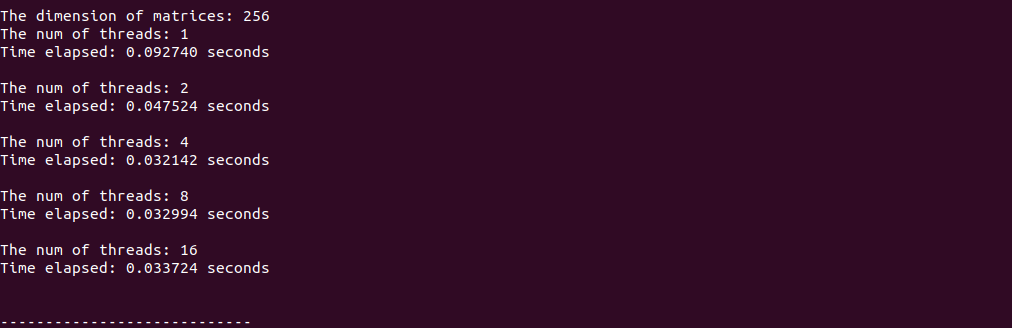 The dimension of matrices: 256
The num of threads: 1
Time elapsed: 0.092740 seconds
The num of threads: 2
Time elapsed: 0.047524 seconds
The num of threads: 4
Time elapsed: 0.032142 seconds
The num of threads: 8
Time elapsed: 0.032994 seconds
The num of threads: 16
Time elapsed: 0.033724 seconds
----------------------------